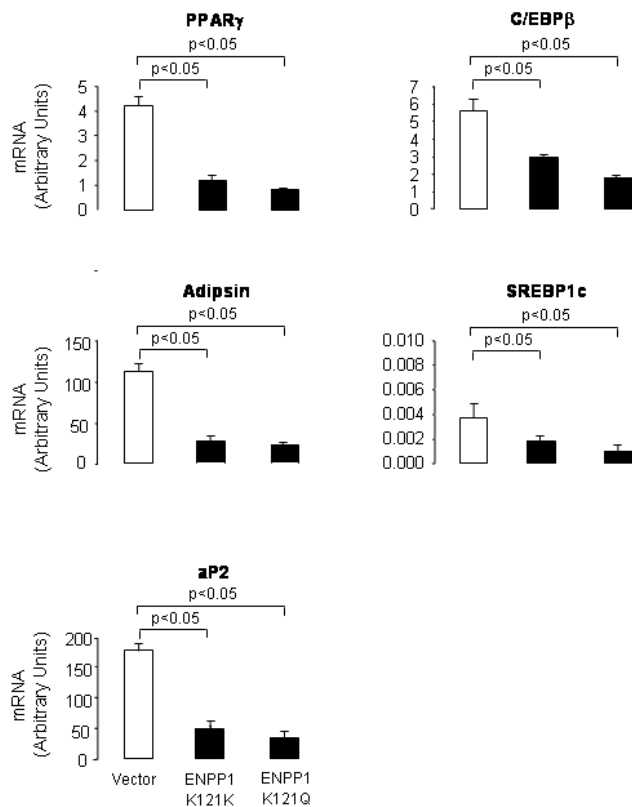 PPARγ
p<0.05
p<0.05
mRNA
(Arbitrary Units)
5
4
3
2
1
0
C/EBPβ
p<0.05
p<0.05
7
6
5
4
3
2
1
0
Adipsin
p<0.05
p<0.05
mRNA
(Arbitrary Units)
150
100
50
0
SREBP1c
p<0.05
p<0.05
0.010
0.008
0.006
0.004
0.002
0.000
aP2
p<0.05
p<0.05
mRNA
(Arbitrary Units)
200
150
100
50
0
Vector
ENPP1
K121K
ENPP1
K121Q